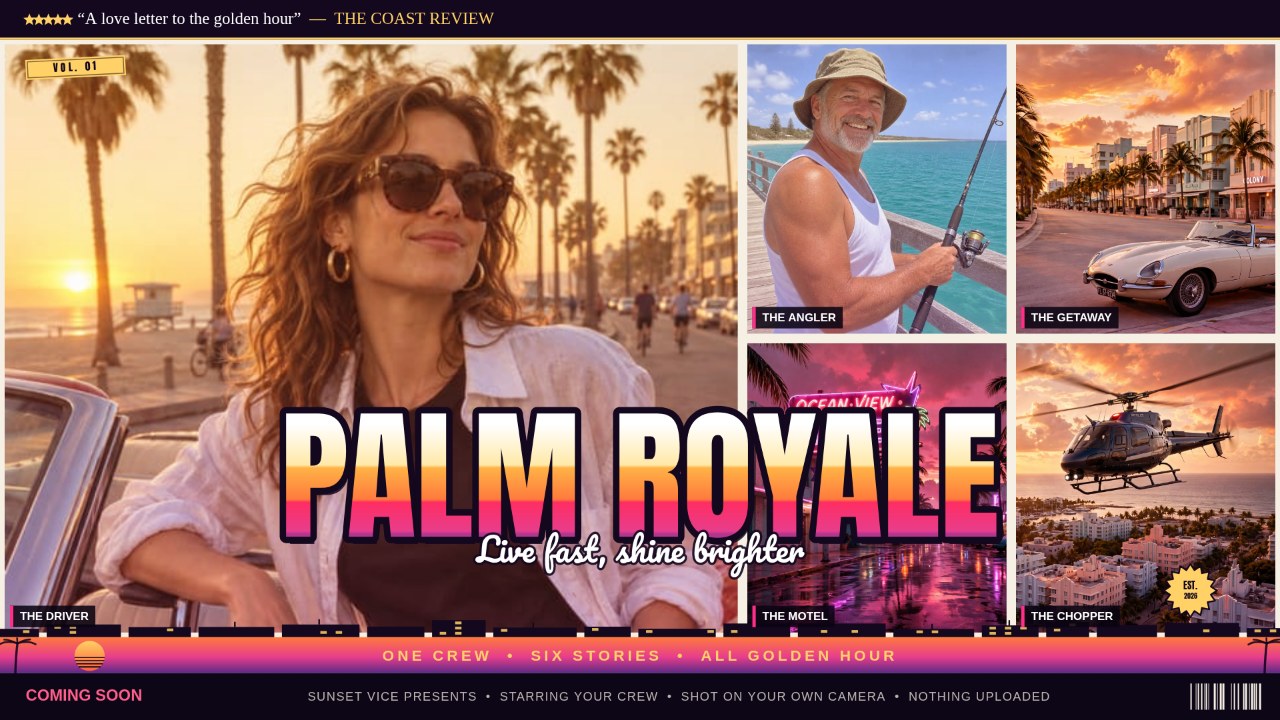 ★★★★★ “A love letter to the golden hour” — THE COAST REVIEW
VOL. 01
THE ANGLER
COLONY
THE GETAWAY
OCEAN-VIEW
PALM ROYALE
Live fast, shine brighter
THE DRIVER
THE MOTEL
THE CHOPPER
EST.
2026
ONE CREW • SIX STORIES • ALL GOLDEN HOUR
COMING SOON
SUNSET VICE PRESENTS • STARRING YOUR CREW • SHOT ON YOUR OWN CAMERA • NOTHING UPLOADED